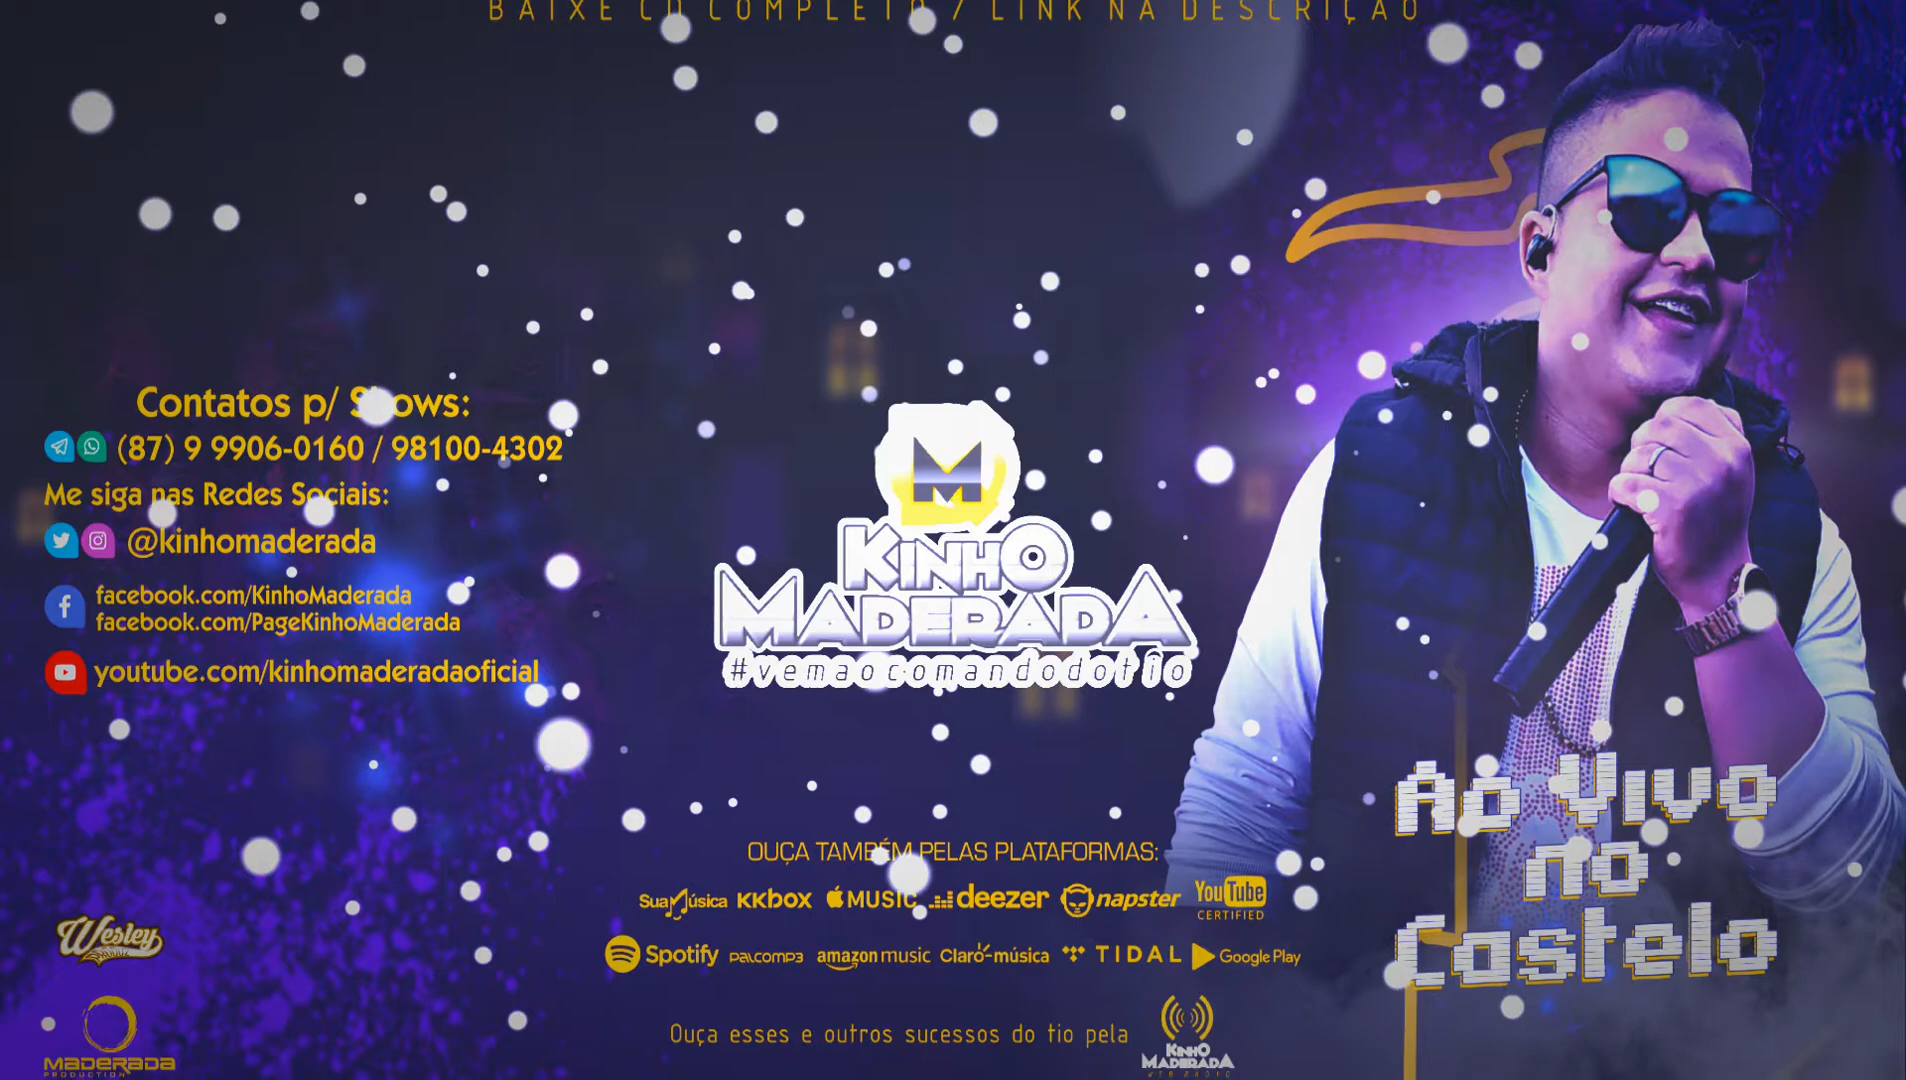 BAIXE CD COMPLETO / LINK NA DESCRIÇÃO
Contatos p/ Shows:
(87) 9 9906-0160 / 98100-4302
Me siga nas Redes Sociais:
@kinhomaderada
facebook.com/KinhoMaderada
facebook.com/PageKinhoMaderada
youtube.com/kinhomaderadaoficial
M
KINHO
MADERADA
#vemaocomandodotio
Ao Vivo
no
Castelo
OUÇA TAMBÉM PELAS PLATAFORMAS:
SuaMúsica KKBOX MUSIC deezer napster YouTube CERTIFIED
Spotify PALCOMP3 amazon music Claro música TIDAL Google Play
Ouça esses e outros sucessos do tio pela
KINHO
MADERADA
WEB RÁDIO
Wesley
MADERADA
PRODUCTION